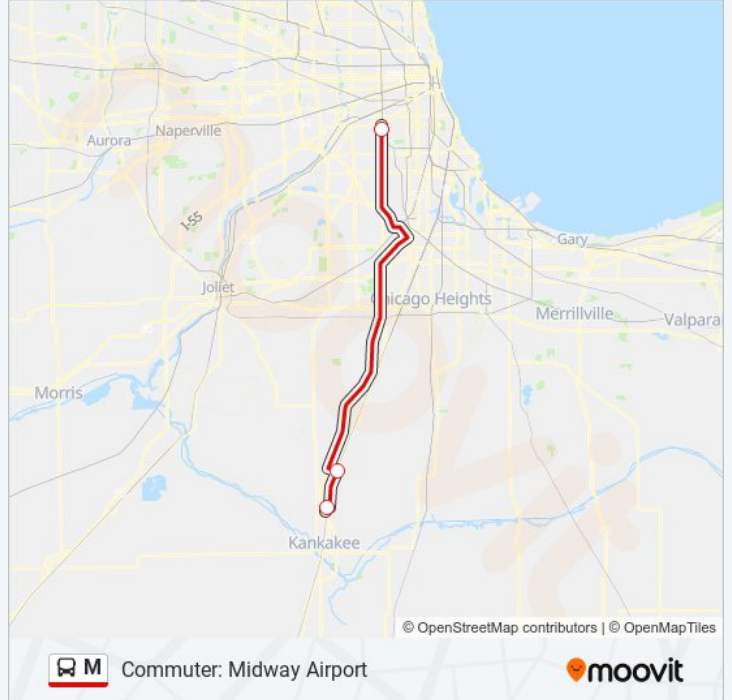 Aurora
Naperville
I-55
Joliet
Gary
Chicago Heights
Merrillville
Valpara
Morris
Kankakee
© OpenStreetMap contributors | © OpenMapTiles
M Commuter: Midway Airport
moovit